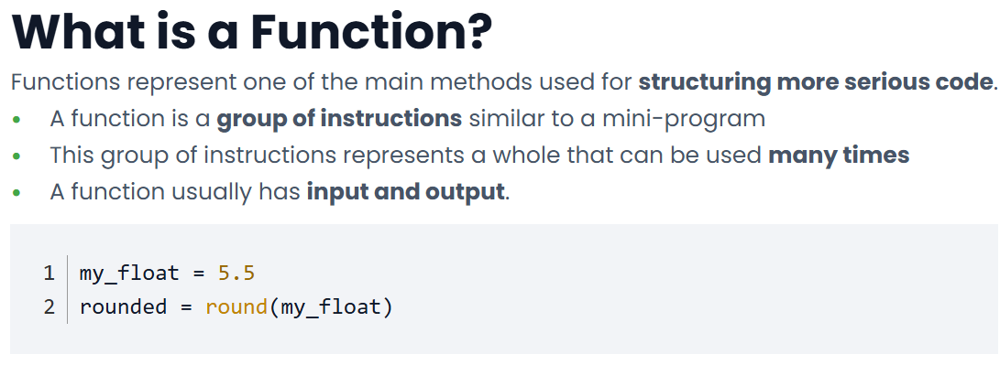 What is a Function?
Functions represent one of the main methods used for structuring more serious code.
• A function is a group of instructions similar to a mini-program
• This group of instructions represents a whole that can be used many times
• A function usually has input and output.
1 my_float = 5.5
2 rounded = round(my_float)